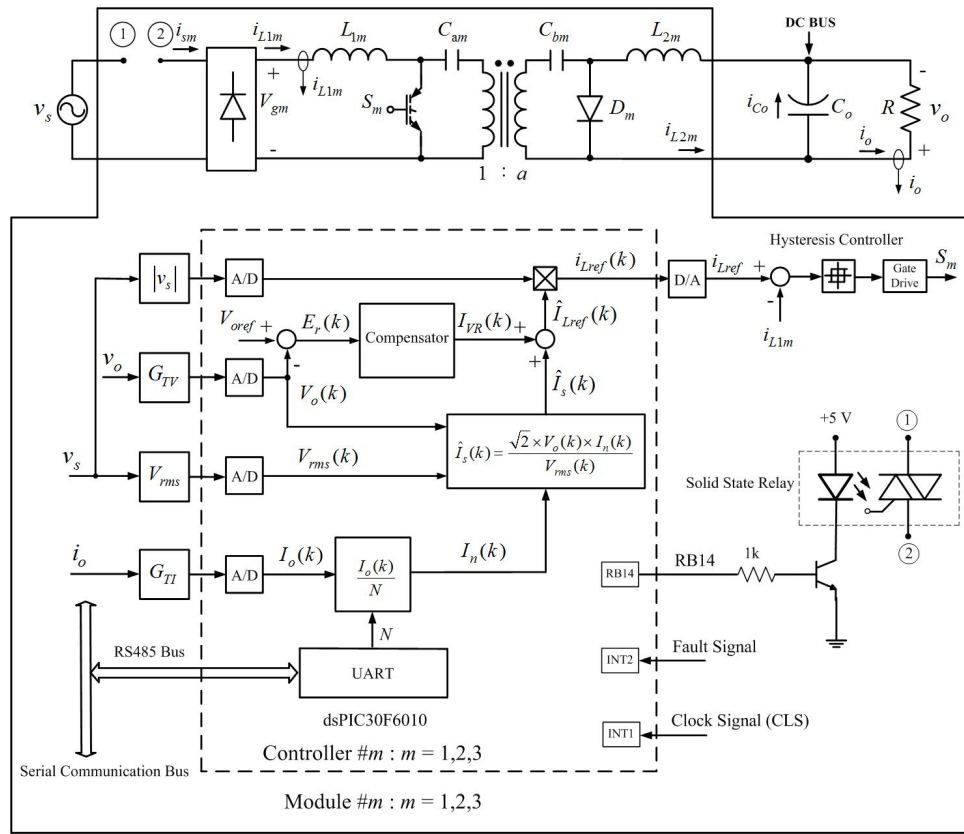 ① ② i_sm i_L1m L_1m C_am C_bm L_2m DC BUS
v_s V_gm + - i_L1m S_m D_m i_Co C_o R v_o - +
i_L2m i_o
1 : a i_o
Hysteresis Controller
|v_s| A/D i_Lref(k) D/A i_Lref + - Gate Drive S_m
i_L1m
V_oref + - E_r(k) Compensator I_VR(k) + + Î_Lref(k)
v_o G_TV A/D V_o(k) Î_s(k)
+5 V ①
v_s V_rms A/D V_rms(k) Î_s(k) = √2 × V_o(k) × I_n(k) / V_rms(k)
Solid State Relay
②
i_o G_TI A/D I_o(k) I_o(k)/N I_n(k)
RB14 RB14 1k
N
RS485 Bus UART
INT2 Fault Signal
dsPIC30F6010
INT1 Clock Signal (CLS)
Controller #m : m = 1,2,3
Serial Communication Bus
Module #m : m = 1,2,3